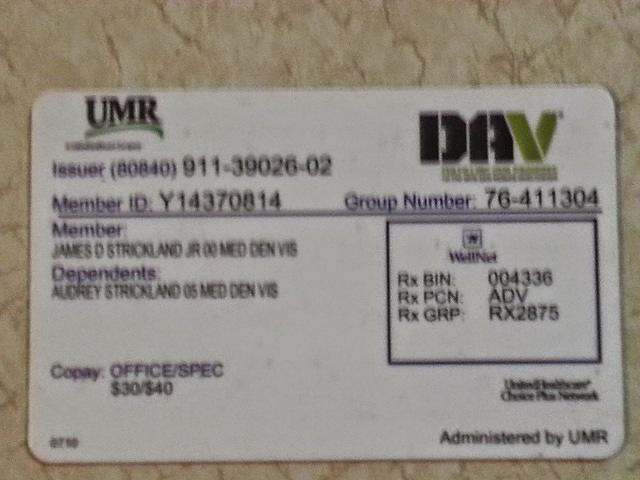 UMR
DAV
Issuer (80840) 911-39026-02
Member ID: Y14370814 Group Number: 76-411304
Member:
JAMES D STRICKLAND JR 00 MED DEN VIS
Dependents:
AUDREY STRICKLAND 05 MED DEN VIS
WellNet
Rx BIN: 004336
Rx PCN: ADV
Rx GRP: RX2875
Copay: OFFICE/SPEC
$30/$40
UnitedHealthcare®
Choice Plus Network
0710
Administered by UMR